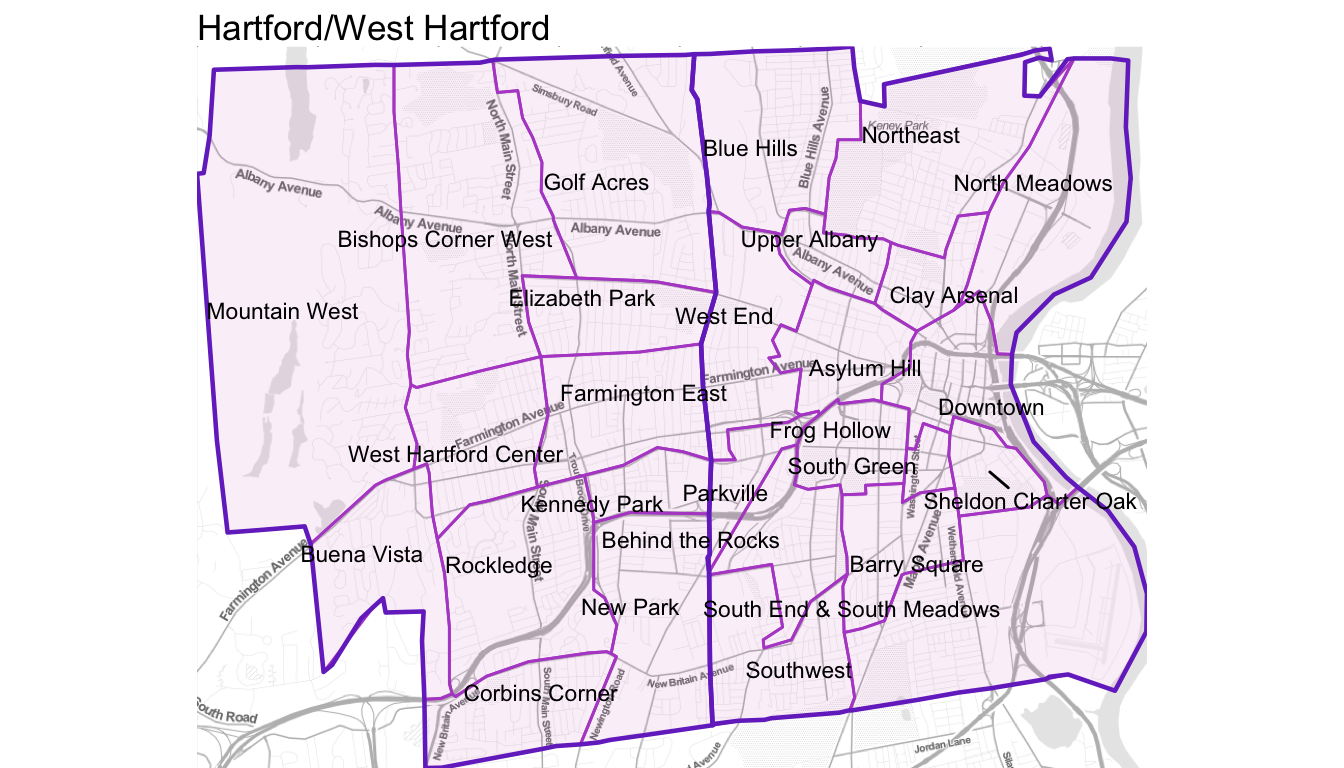 Hartford/West Hartford
Simsbury Road
North Main Street
Blue Hills Avenue
Keney Park
Northeast
Blue Hills
Albany Avenue
Golf Acres
North Meadows
Albany Avenue
Albany Avenue
Bishops Corner West
Upper Albany
North Main Street
Albany Avenue
Elizabeth Park
Clay Arsenal
Mountain West
West End
Farmington Avenue
Asylum Hill
Farmington East
Farmington Avenue
Downtown
Frog Hollow
West Hartford Center
South Green
Washington Street
Trout Brook Drive
Parkville
Kennedy Park
Sheldon Charter Oak
South Main Street
Behind the Rocks
Buena Vista
Rockledge
Barry Square
Farmington Avenue
New Park
South End & South Meadows
Southwest
New Britain Avenue
Corbins Corner
South Main Street
Newington Road
New Britain Avenue
South Road
Jordan Lane